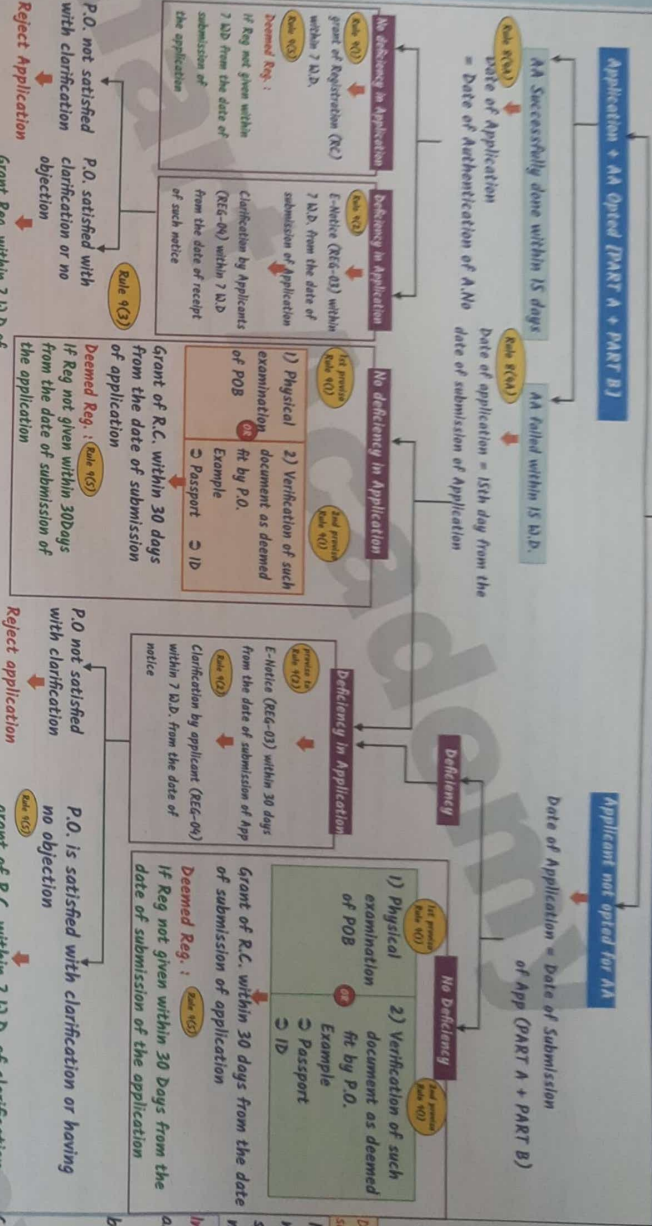 Application + AA Opted [PART A + PART B]
Applicant not opted for AA
AA Successfully done within 15 days
AA Failed within 15 W.D.
Date of Application = Date of Submission
of App (PART A + PART B)
Rule 8(4A)
Date of Application
= Date of Authentication of A.No
Rule 8(4A)
Date of application = 15th day from the
date of submission of Application
No deficiency in Application
Rule 9(1)
grant of Registration (RC)
within 7 W.D.
Rule 9(5)
Deemed Reg. :
If Reg not given within
7 WD from the date of
submission of
the application
Deficiency in Application
Rule 9(2)
E-Notice (REG-03) within
7 W.D. from the date of
submission of Application
Clarification by Applicants
(REG-04) within 7 W.D
from the date of receipt
of such notice
P.O. not satisfied
with clarification
Reject Application
Rule 9(3)
P.O. satisfied with
clarification or no
objection
Grant Reg within 7 W.D of
No deficiency in Application
1st proviso
Rule 9(1)
2nd proviso
Rule 9(1)
1) Physical
examination
of POB
OR
2) Verification of such
document as deemed
fit by P.O.
Example
➲ Passport ➲ ID
Grant of R.C. within 30 days
from the date of submission
of application
Deemed Reg. : Rule 9(5)
If Reg not given within 30Days
from the date of submission of
the application
Deficiency
Deficiency in Application
proviso to
Rule 9(2)
E-Notice (REG-03) within 30 days
from the date of submission of App
Rule 9(2)
Clarification by applicant (REG-04)
within 7 W.D. from the date of
notice
P.O not satisfied
with clarification
Reject application
P.O. is satisfied with clarification or having
no objection
Rule 9(5)
grant of R.C. within 7 W.D of
No Deficiency
1st proviso
Rule 9(1)
2nd proviso
Rule 9(1)
1) Physical
examination
of POB
OR
2) Verification of such
document as deemed
fit by P.O.
Example
➲ Passport
➲ ID
Grant of R.C. within 30 days from the date
of submission of application
Deemed Reg. : Rule 9(5)
If Reg not given within 30 Days from the
date of submission of the application